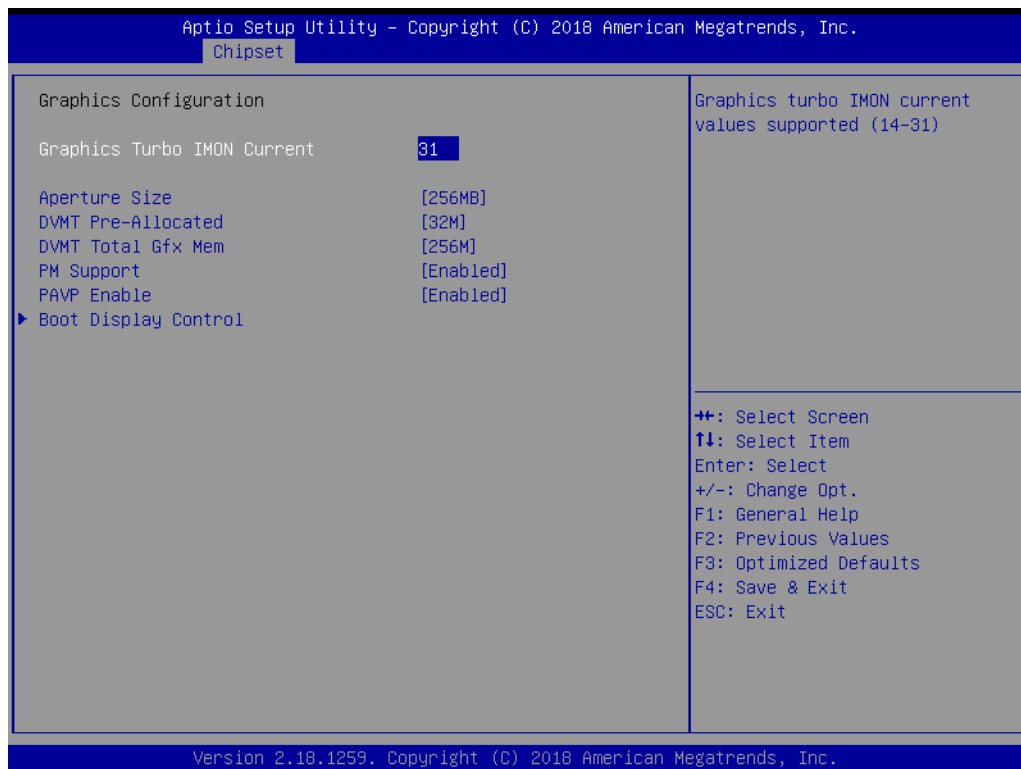 Aptio Setup Utility – Copyright (C) 2018 American Megatrends, Inc.
Chipset
Graphics Configuration
Graphics Turbo IMON Current 31
Aperture Size [256MB]
DVMT Pre-Allocated [32M]
DVMT Total Gfx Mem [256M]
PM Support [Enabled]
PAVP Enable [Enabled]
▶ Boot Display Control
Graphics turbo IMON current
values supported (14-31)
→←: Select Screen
↑↓: Select Item
Enter: Select
+/-: Change Opt.
F1: General Help
F2: Previous Values
F3: Optimized Defaults
F4: Save & Exit
ESC: Exit
Version 2.18.1259. Copyright (C) 2018 American Megatrends, Inc.